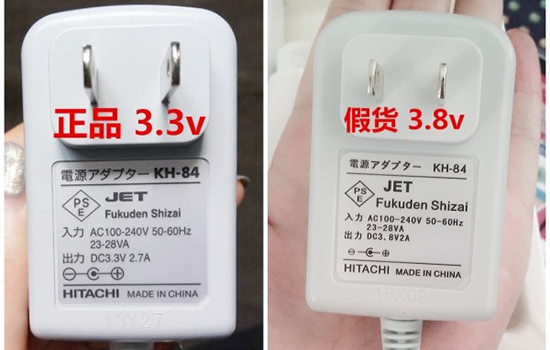 正品 3.3v
電源アダプター KH-84
PS
E
JET
Fukuden Shizai
入力 AC100-240V 50-60Hz
23-28VA
出力 DC3.3V 2.7A
HITACHI MADE IN CHINA
13X27
假货 3.8v
電源アダプター KH-84
PS
E
JET
Fukuden Shizai
入力 AC100-240V 50-60Hz
23-28VA
出力 DC3.8V2A
HITACHI MADE IN CHINA